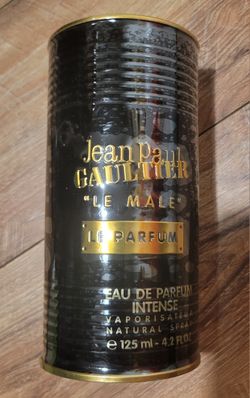 Jean Paul
GAULTIER
"LE MALE"
LE PARFUM
EAU DE PARFUM
INTENSE
VAPORISATEUR
NATURAL SPRAY
℮ 125 ml - 4.2 FL.OZ